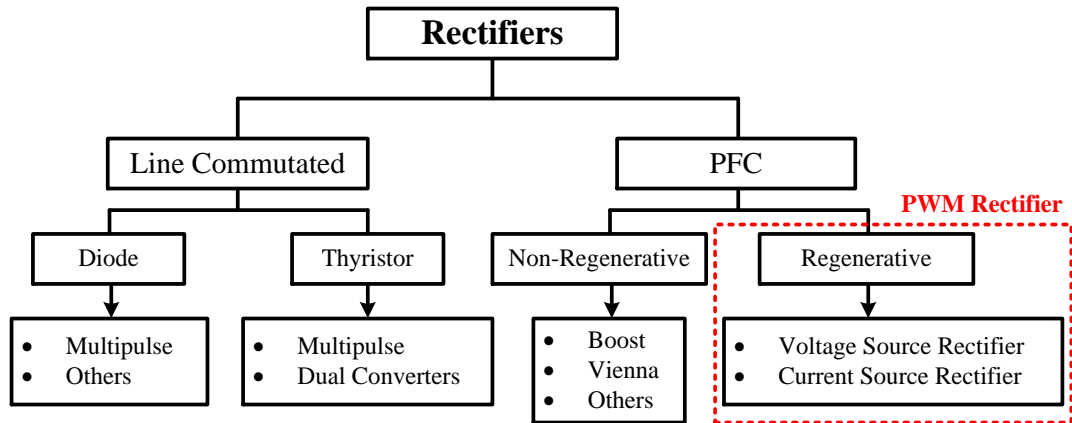 Rectifiers
Line Commutated
PFC
PWM Rectifier
Diode
Thyristor
Non-Regenerative
Regenerative
• Multipulse
• Others
• Multipulse
• Dual Converters
• Boost
• Vienna
• Others
• Voltage Source Rectifier
• Current Source Rectifier